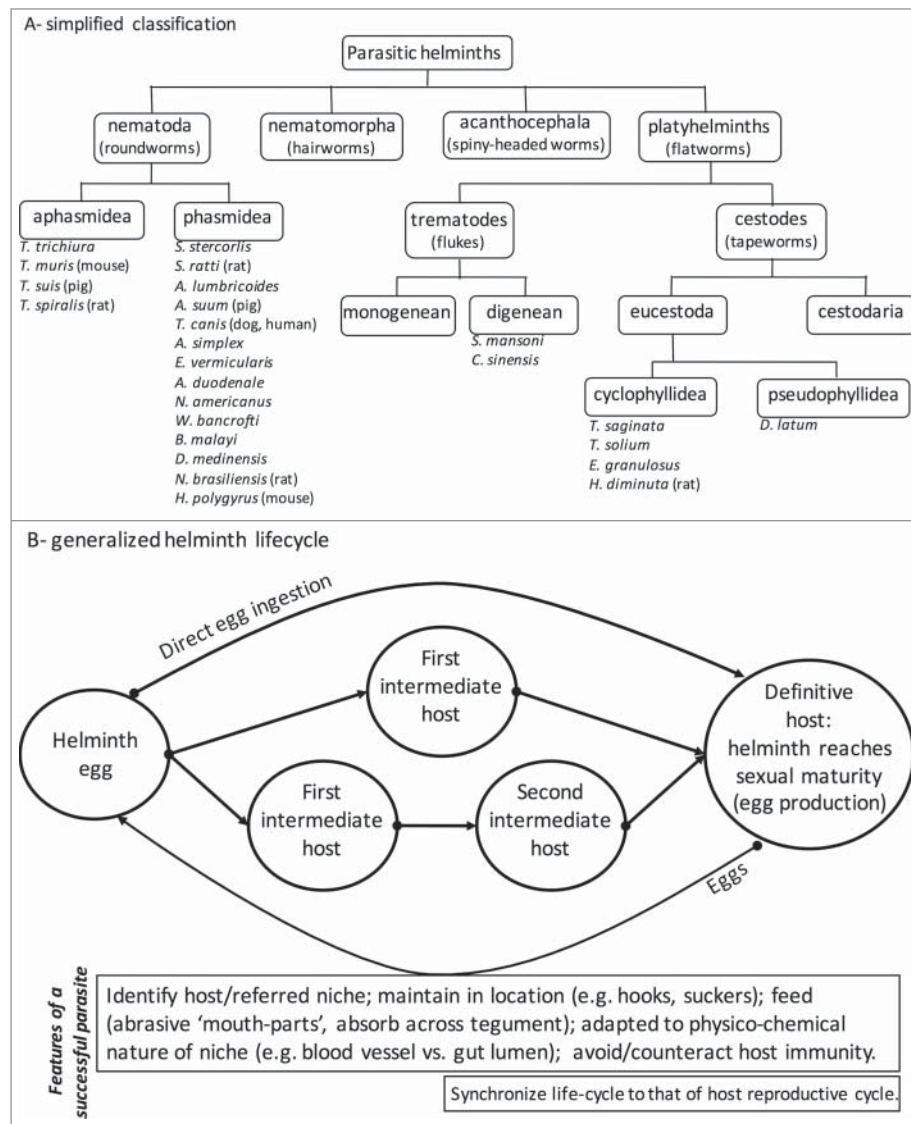 A- simplified classification
Parasitic helminths
nematoda
(roundworms)
nematomorpha
(hairworms)
acanthocephala
(spiny-headed worms)
platyhelminths
(flatworms)
aphasmidea
T. trichiura
T. muris (mouse)
T. suis (pig)
T. spiralis (rat)
phasmidea
S. stercorlis
S. ratti (rat)
A. lumbricoides
A. suum (pig)
T. canis (dog, human)
A. simplex
E. vermicularis
A. duodenale
N. americanus
W. bancrofti
B. malayi
D. medinensis
N. brasiliensis (rat)
H. polygyrus (mouse)
trematodes
(flukes)
cestodes
(tapeworms)
monogenean
digenean
S. mansoni
C. sinensis
eucestoda
cestodaria
cyclophyllidea
T. saginata
T. solium
E. granulosus
H. diminuta (rat)
pseudophyllidea
D. latum
B- generalized helminth lifecycle
Direct egg ingestion
Helminth
egg
First
intermediate
host
First
intermediate
host
Second
intermediate
host
Definitive
host:
helminth reaches
sexual maturity
(egg production)
Eggs
Features of a
successful parasite
Identify host/referred niche; maintain in location (e.g. hooks, suckers); feed
(abrasive ‘mouth-parts’, absorb across tegument); adapted to physico-chemical
nature of niche (e.g. blood vessel vs. gut lumen); avoid/counteract host immunity.
Synchronize life-cycle to that of host reproductive cycle.